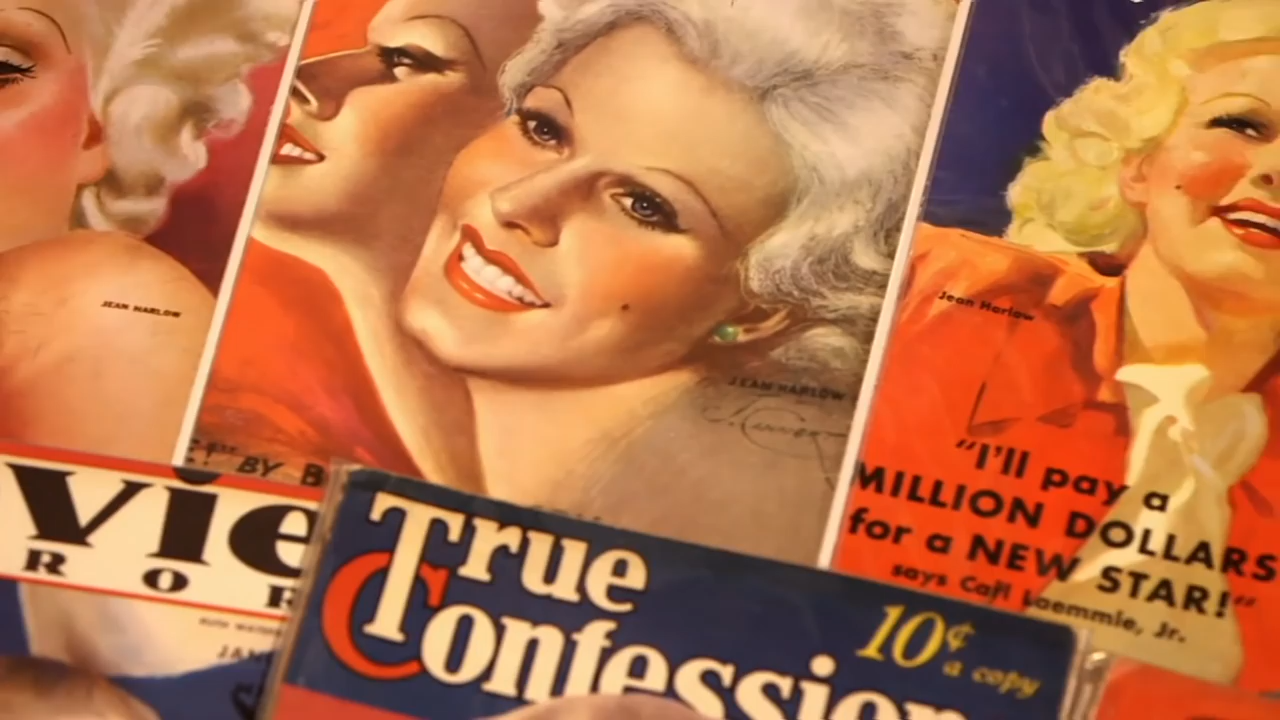 JEAN HARLOW
JEAN HARLOW
Jean Harlow
"I'll pay a
MILLION DOLLARS
for a NEW STAR!"
says Carl Laemmle, Jr.
BY B
Vie
R O
True
Confession
10¢
a copy